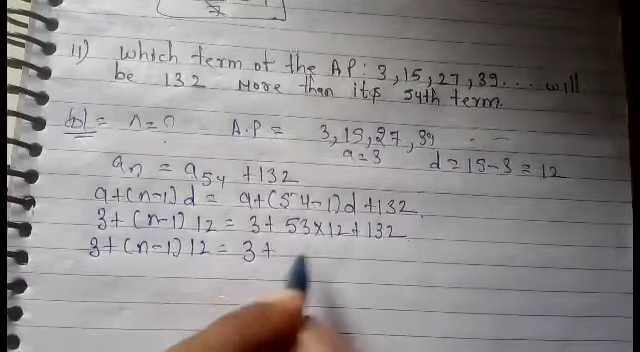 11) Which term of the AP: 3, 15, 27, 39 ... will
be 132 More than its 54th term.
Sol = n = ? A.P = 3, 15, 27, 39 --
a = 3 d = 15 - 3 = 12
an = a54 + 132
a + (n-1)d = a + (54-1)d + 132
3 + (n-1)12 = 3 + 53x12 + 132
3 + (n-1)12 = 3 +